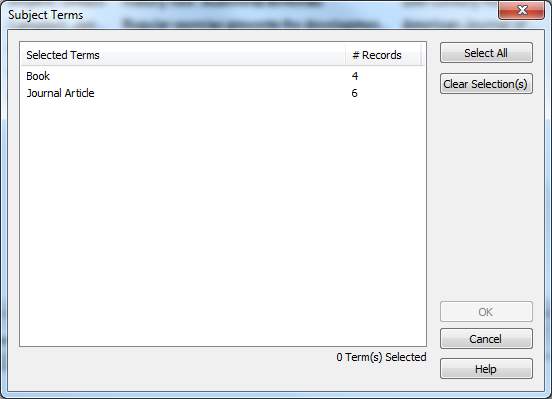 Subject Terms
Selected Terms # Records
Book 4
Journal Article 6
Select All
Clear Selection(s)
0 Term(s) Selected
OK
Cancel
Help